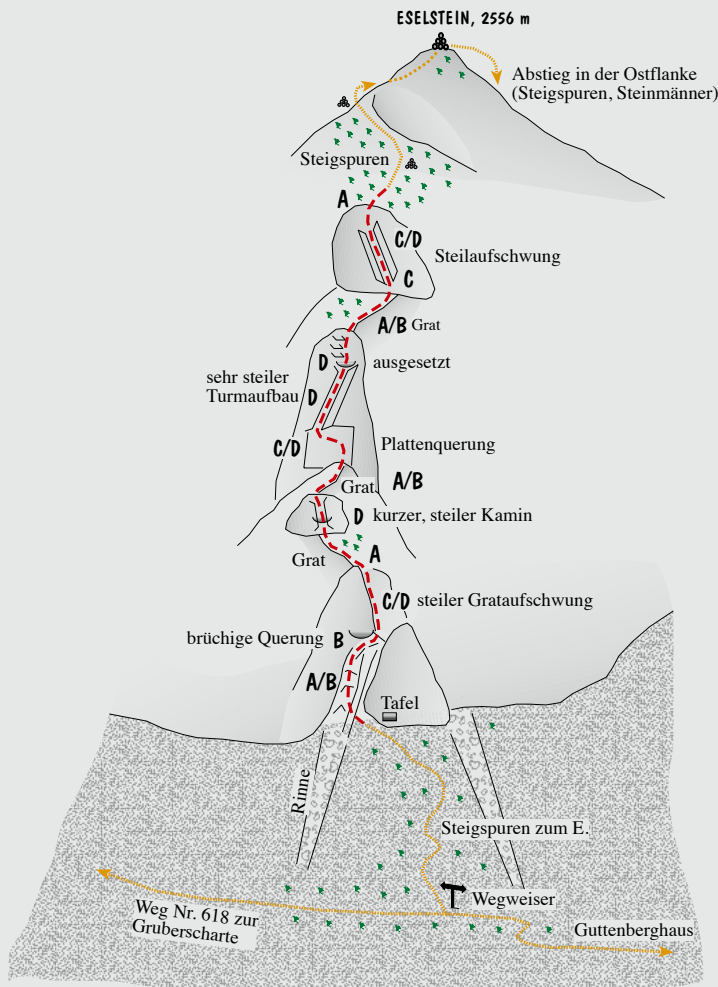 ESELSTEIN, 2556 m
Abstieg in der Ostflanke
(Steigspuren, Steinmänner)
Steigspuren
A
C/D
Steilaufschwung
C
A/B Grat
D
ausgesetzt
sehr steiler
Turmaufbau
D
C/D
Plattenquerung
Grat
A/B
D kurzer, steiler Kamin
Grat
A
C/D steiler Grataufschwung
brüchige Querung B
A/B
Tafel
Rinne
Steigspuren zum E.
Wegweiser
Weg Nr. 618 zur
Gruberscharte
Guttenberghaus